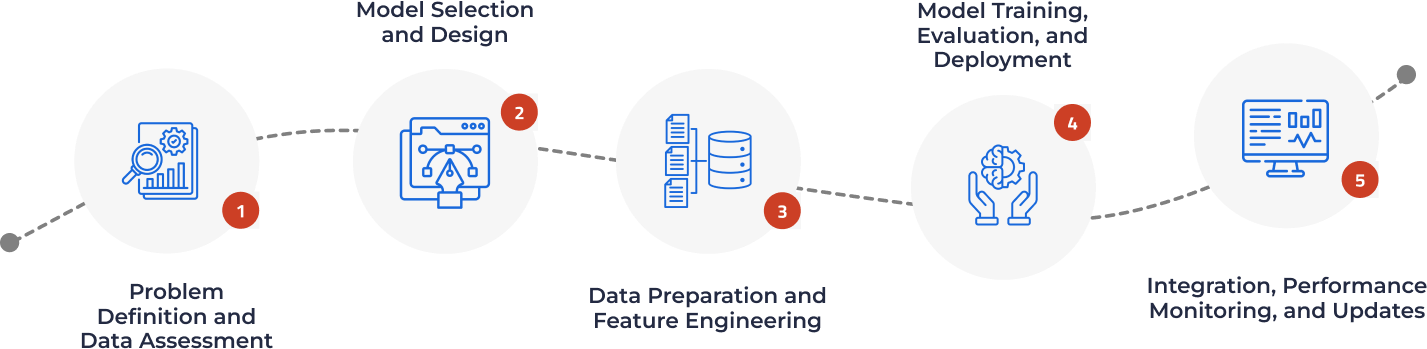 1
Problem
Definition and
Data Assessment
Model Selection
and Design
2
3
Data Preparation and
Feature Engineering
Model Training,
Evaluation, and
Deployment
4
5
Integration, Performance
Monitoring, and Updates